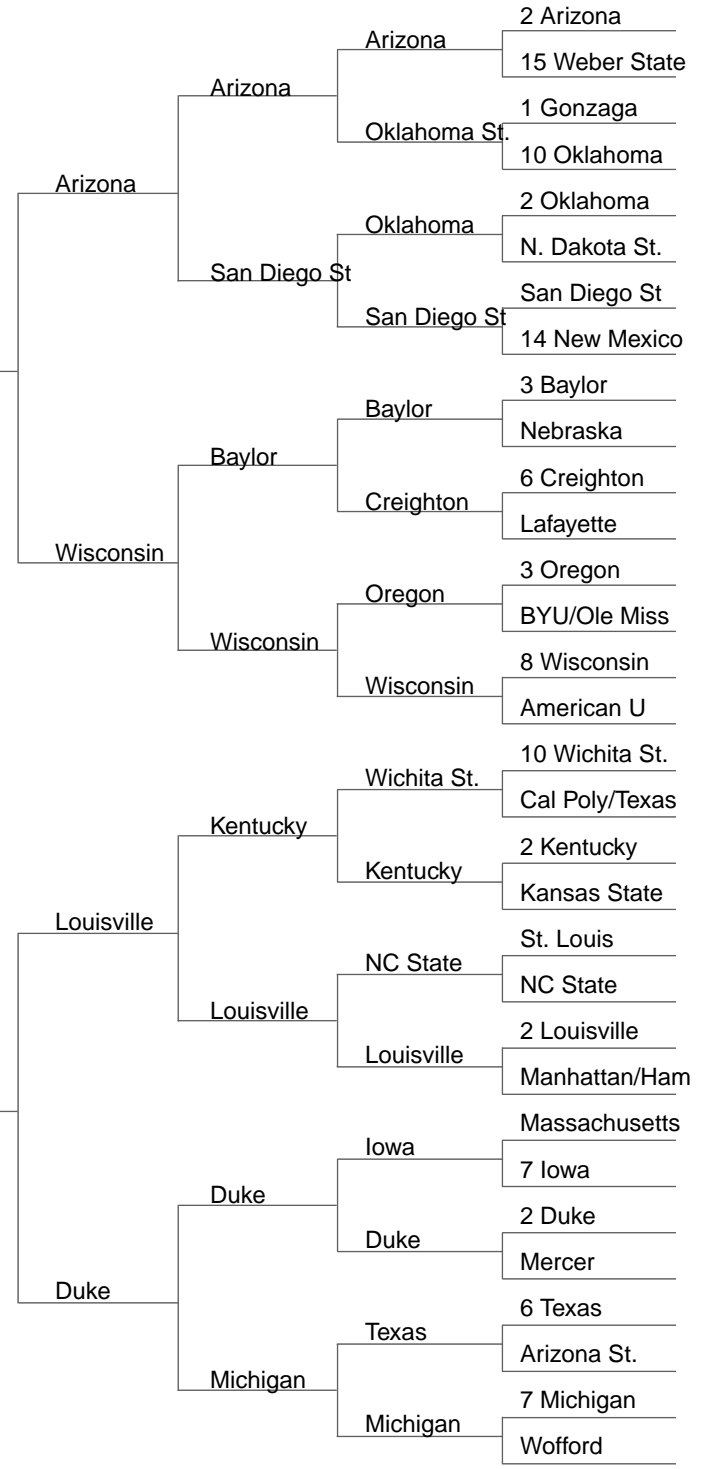 2 Arizona
Arizona
15 Weber State
Arizona
1 Gonzaga
Oklahoma St.
10 Oklahoma
Arizona
2 Oklahoma
Oklahoma
N. Dakota St.
San Diego St
San Diego St
San Diego St
14 New Mexico
3 Baylor
Baylor
Nebraska
Baylor
6 Creighton
Creighton
Lafayette
Wisconsin
3 Oregon
Oregon
BYU/Ole Miss
Wisconsin
8 Wisconsin
Wisconsin
American U
10 Wichita St.
Wichita St.
Cal Poly/Texas
Kentucky
2 Kentucky
Kentucky
Kansas State
Louisville
St. Louis
NC State
NC State
Louisville
2 Louisville
Louisville
Manhattan/Ham
Massachusetts
Iowa
7 Iowa
Duke
2 Duke
Duke
Mercer
Duke
6 Texas
Texas
Arizona St.
Michigan
7 Michigan
Michigan
Wofford